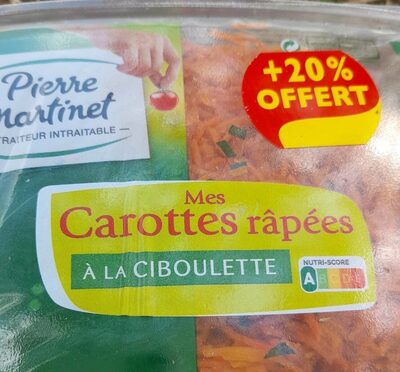 Pierre
Martinet
TRAITEUR INTRAITABLE
+20%
OFFERT
Mes
Carottes râpées
À LA CIBOULETTE
NUTRI-SCORE
A